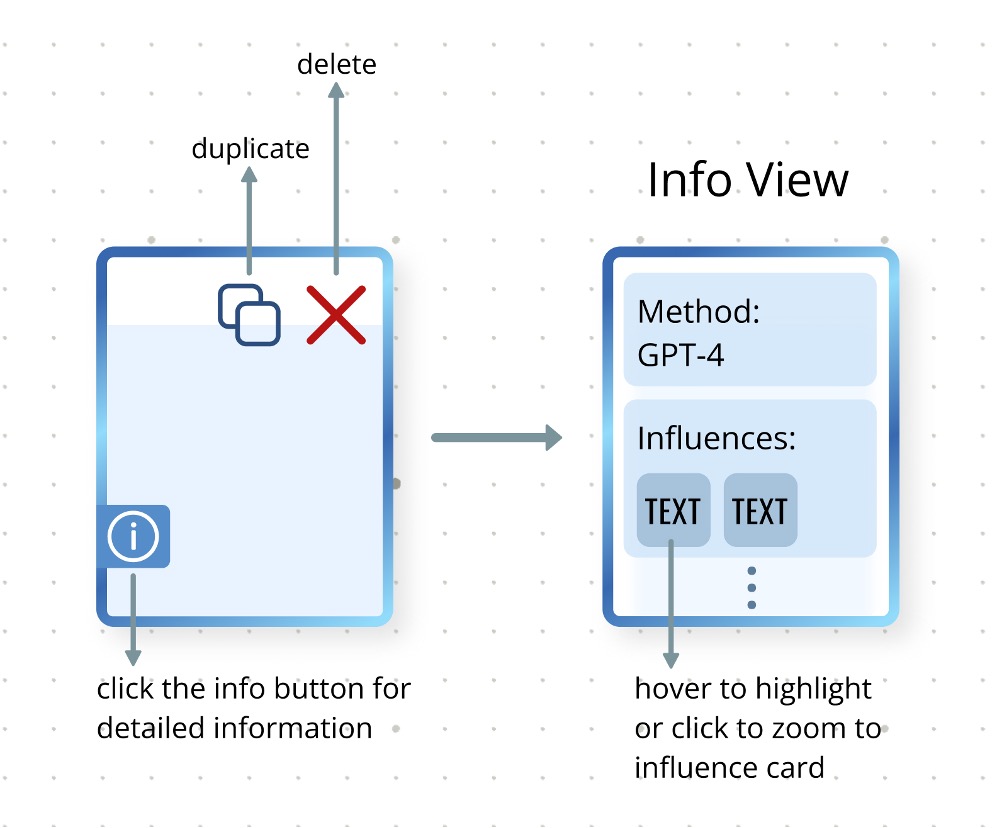 delete
duplicate
Info View
Method:
GPT-4
Influences:
TEXT TEXT
click the info button for
detailed information
hover to highlight
or click to zoom to
influence card